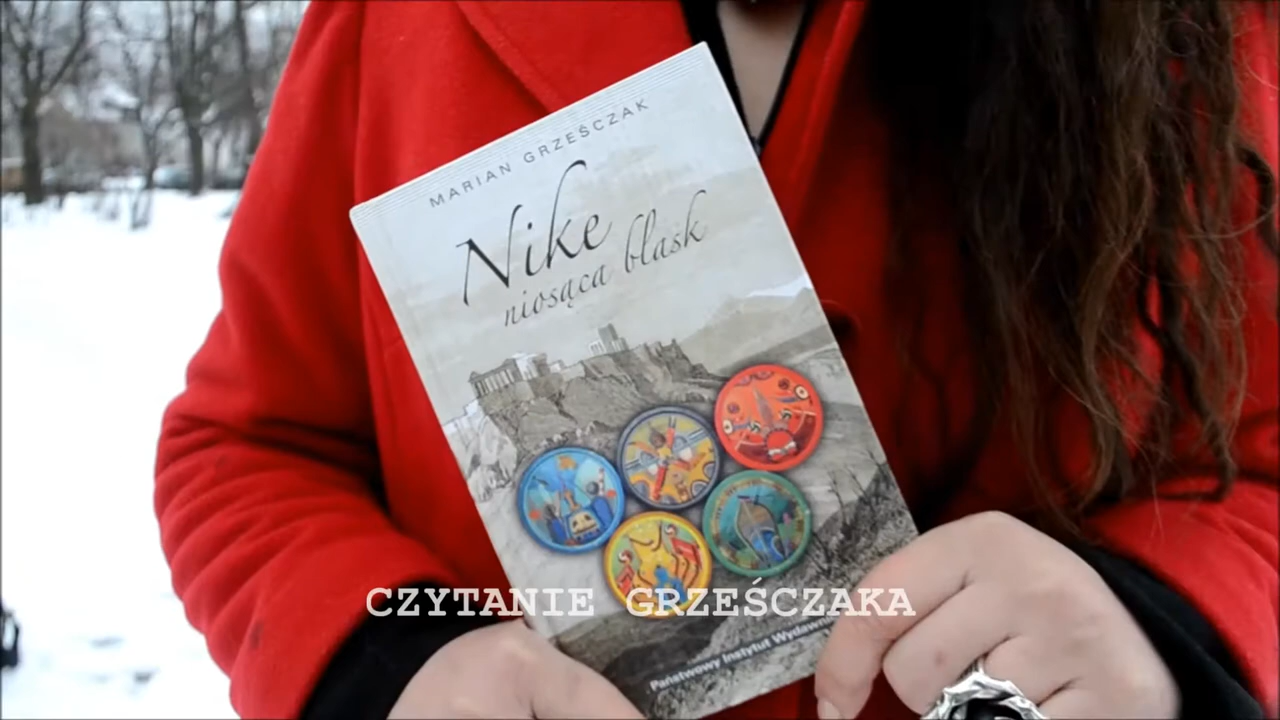 MARIAN GRZEŚCZAK
Nike
niosąca blask
CZYTANIE GRZEŚCZAKA
Państwowy Instytut